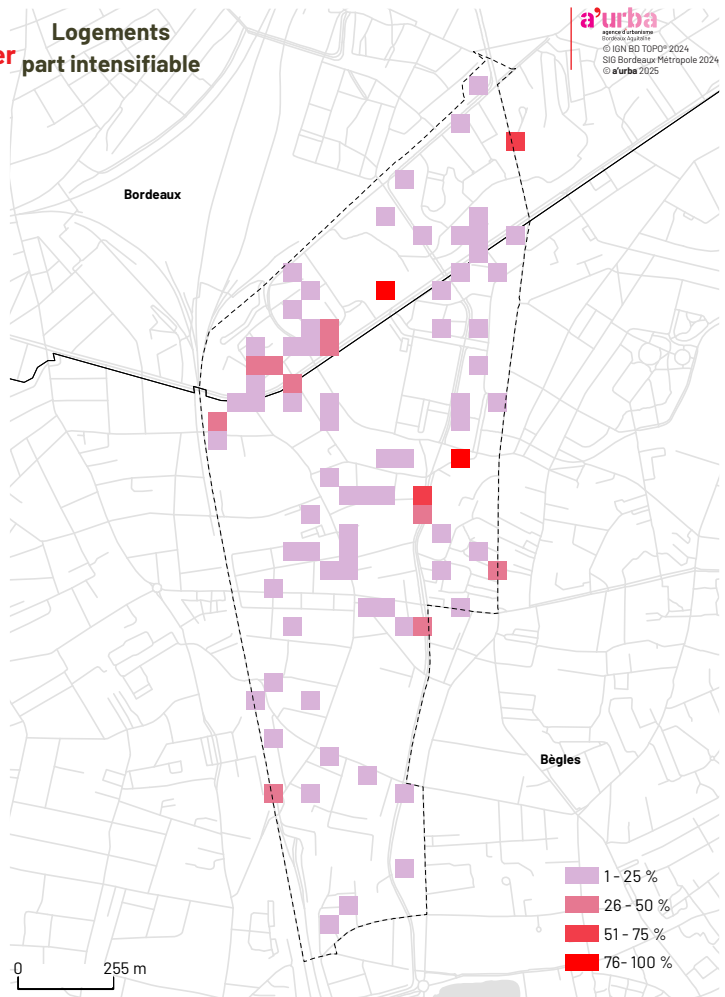 Logements
er part intensifiable
a'urba
agence d'urbanisme
Bordeaux Aquitaine
© IGN BD TOPO® 2024
SIG Bordeaux Métropole 2024
© a'urba 2025
Bordeaux
Bègles
1 - 25 %
26 - 50 %
51 - 75 %
76- 100 %
0 255 m